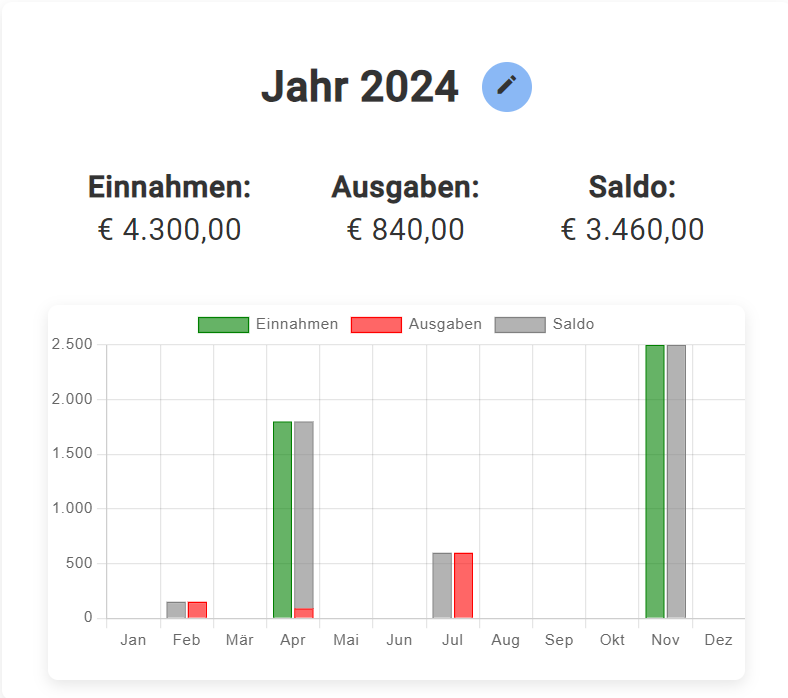 Jahr 2024
Einnahmen: Ausgaben: Saldo:
€ 4.300,00 € 840,00 € 3.460,00
Einnahmen Ausgaben Saldo
2.500
2.000
1.500
1.000
500
0
Jan Feb Mär Apr Mai Jun Jul Aug Sep Okt Nov Dez